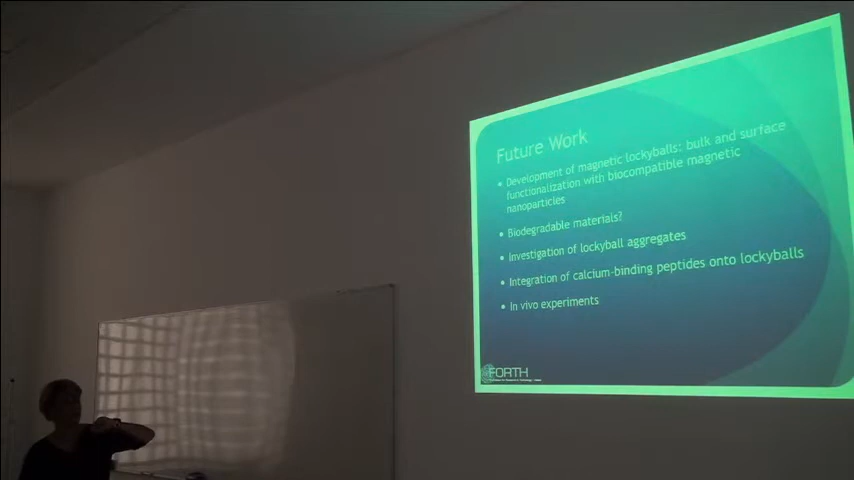 Future Work
• Development of magnetic lockyballs: bulk and surface
functionalization with biocompatible magnetic
nanoparticles
• Biodegradable materials?
• Investigation of lockyball aggregates
• Integration of calcium-binding peptides onto lockyballs
• In vivo experiments
FORTH